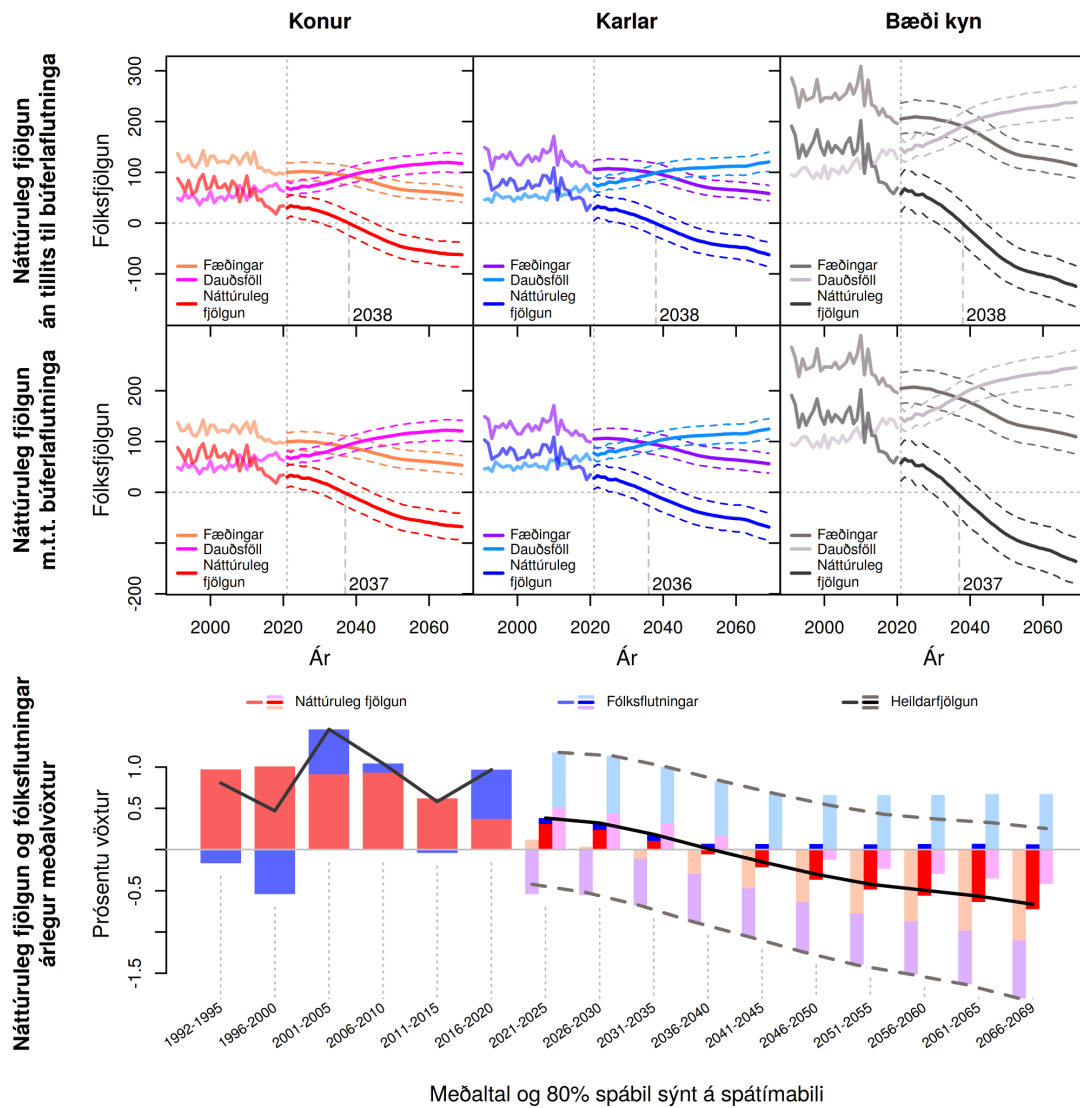 Konur
Karlar
Bæði kyn
Náttúruleg fjölgun
án tillits til búferlaflutninga
Fólksfjölgun
300
200
100
0
-100
Fæðingar
Dauðsföll
Náttúruleg
fjölgun
2038
Fæðingar
Dauðsföll
Náttúruleg
fjölgun
2038
Fæðingar
Dauðsföll
Náttúruleg
fjölgun
2038
Náttúruleg fjölgun
m.t.t. búferlaflutninga
Fólksfjölgun
200
100
0
-200
Fæðingar
Dauðsföll
Náttúruleg
fjölgun
2037
Fæðingar
Dauðsföll
Náttúruleg
fjölgun
2036
Fæðingar
Dauðsföll
Náttúruleg
fjölgun
2037
2000 2020 2040 2060
2000 2020 2040 2060
2000 2020 2040 2060
Ár
Ár
Ár
Náttúruleg fjölgun og fólksflutningar
árlegur meðalvöxtur
Náttúruleg fjölgun
Fólksflutningar
Heildarfjölgun
Prósentu vöxtur
1.0
0.5
-0.5
-1.5
1992-1995
1996-2000
2001-2005
2006-2010
2011-2015
2016-2020
2021-2025
2026-2030
2031-2035
2036-2040
2041-2045
2046-2050
2051-2055
2056-2060
2061-2065
2066-2069
Meðaltal og 80% spábil sýnt á spátímabili